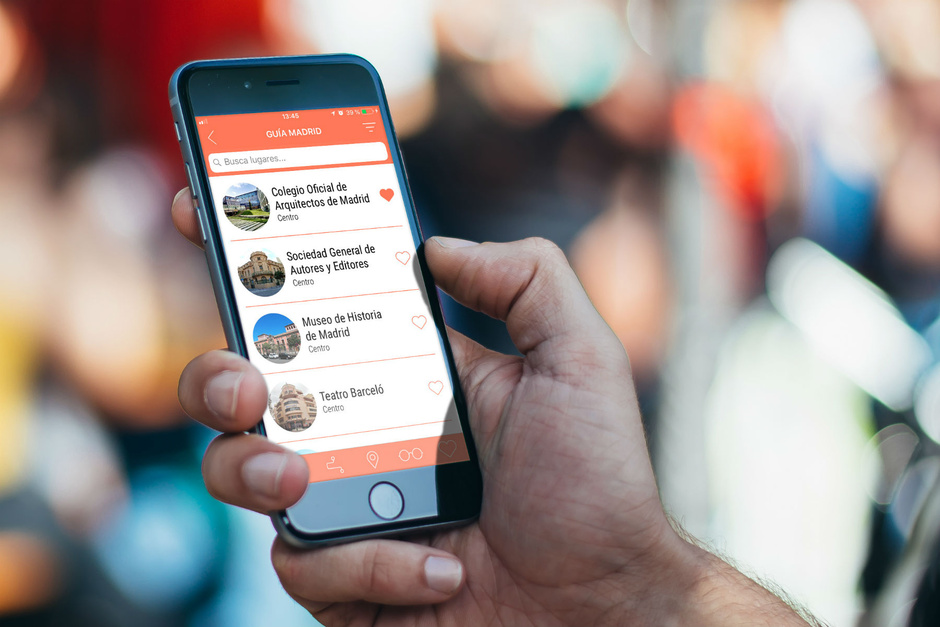 13:45
39 %
GUÍA MADRID
Busca lugares...
Colegio Oficial de
Arquitectos de Madrid
Centro
Sociedad General de
Autores y Editores
Centro
Museo de Historia
de Madrid
Centro
Teatro Barceló
Centro